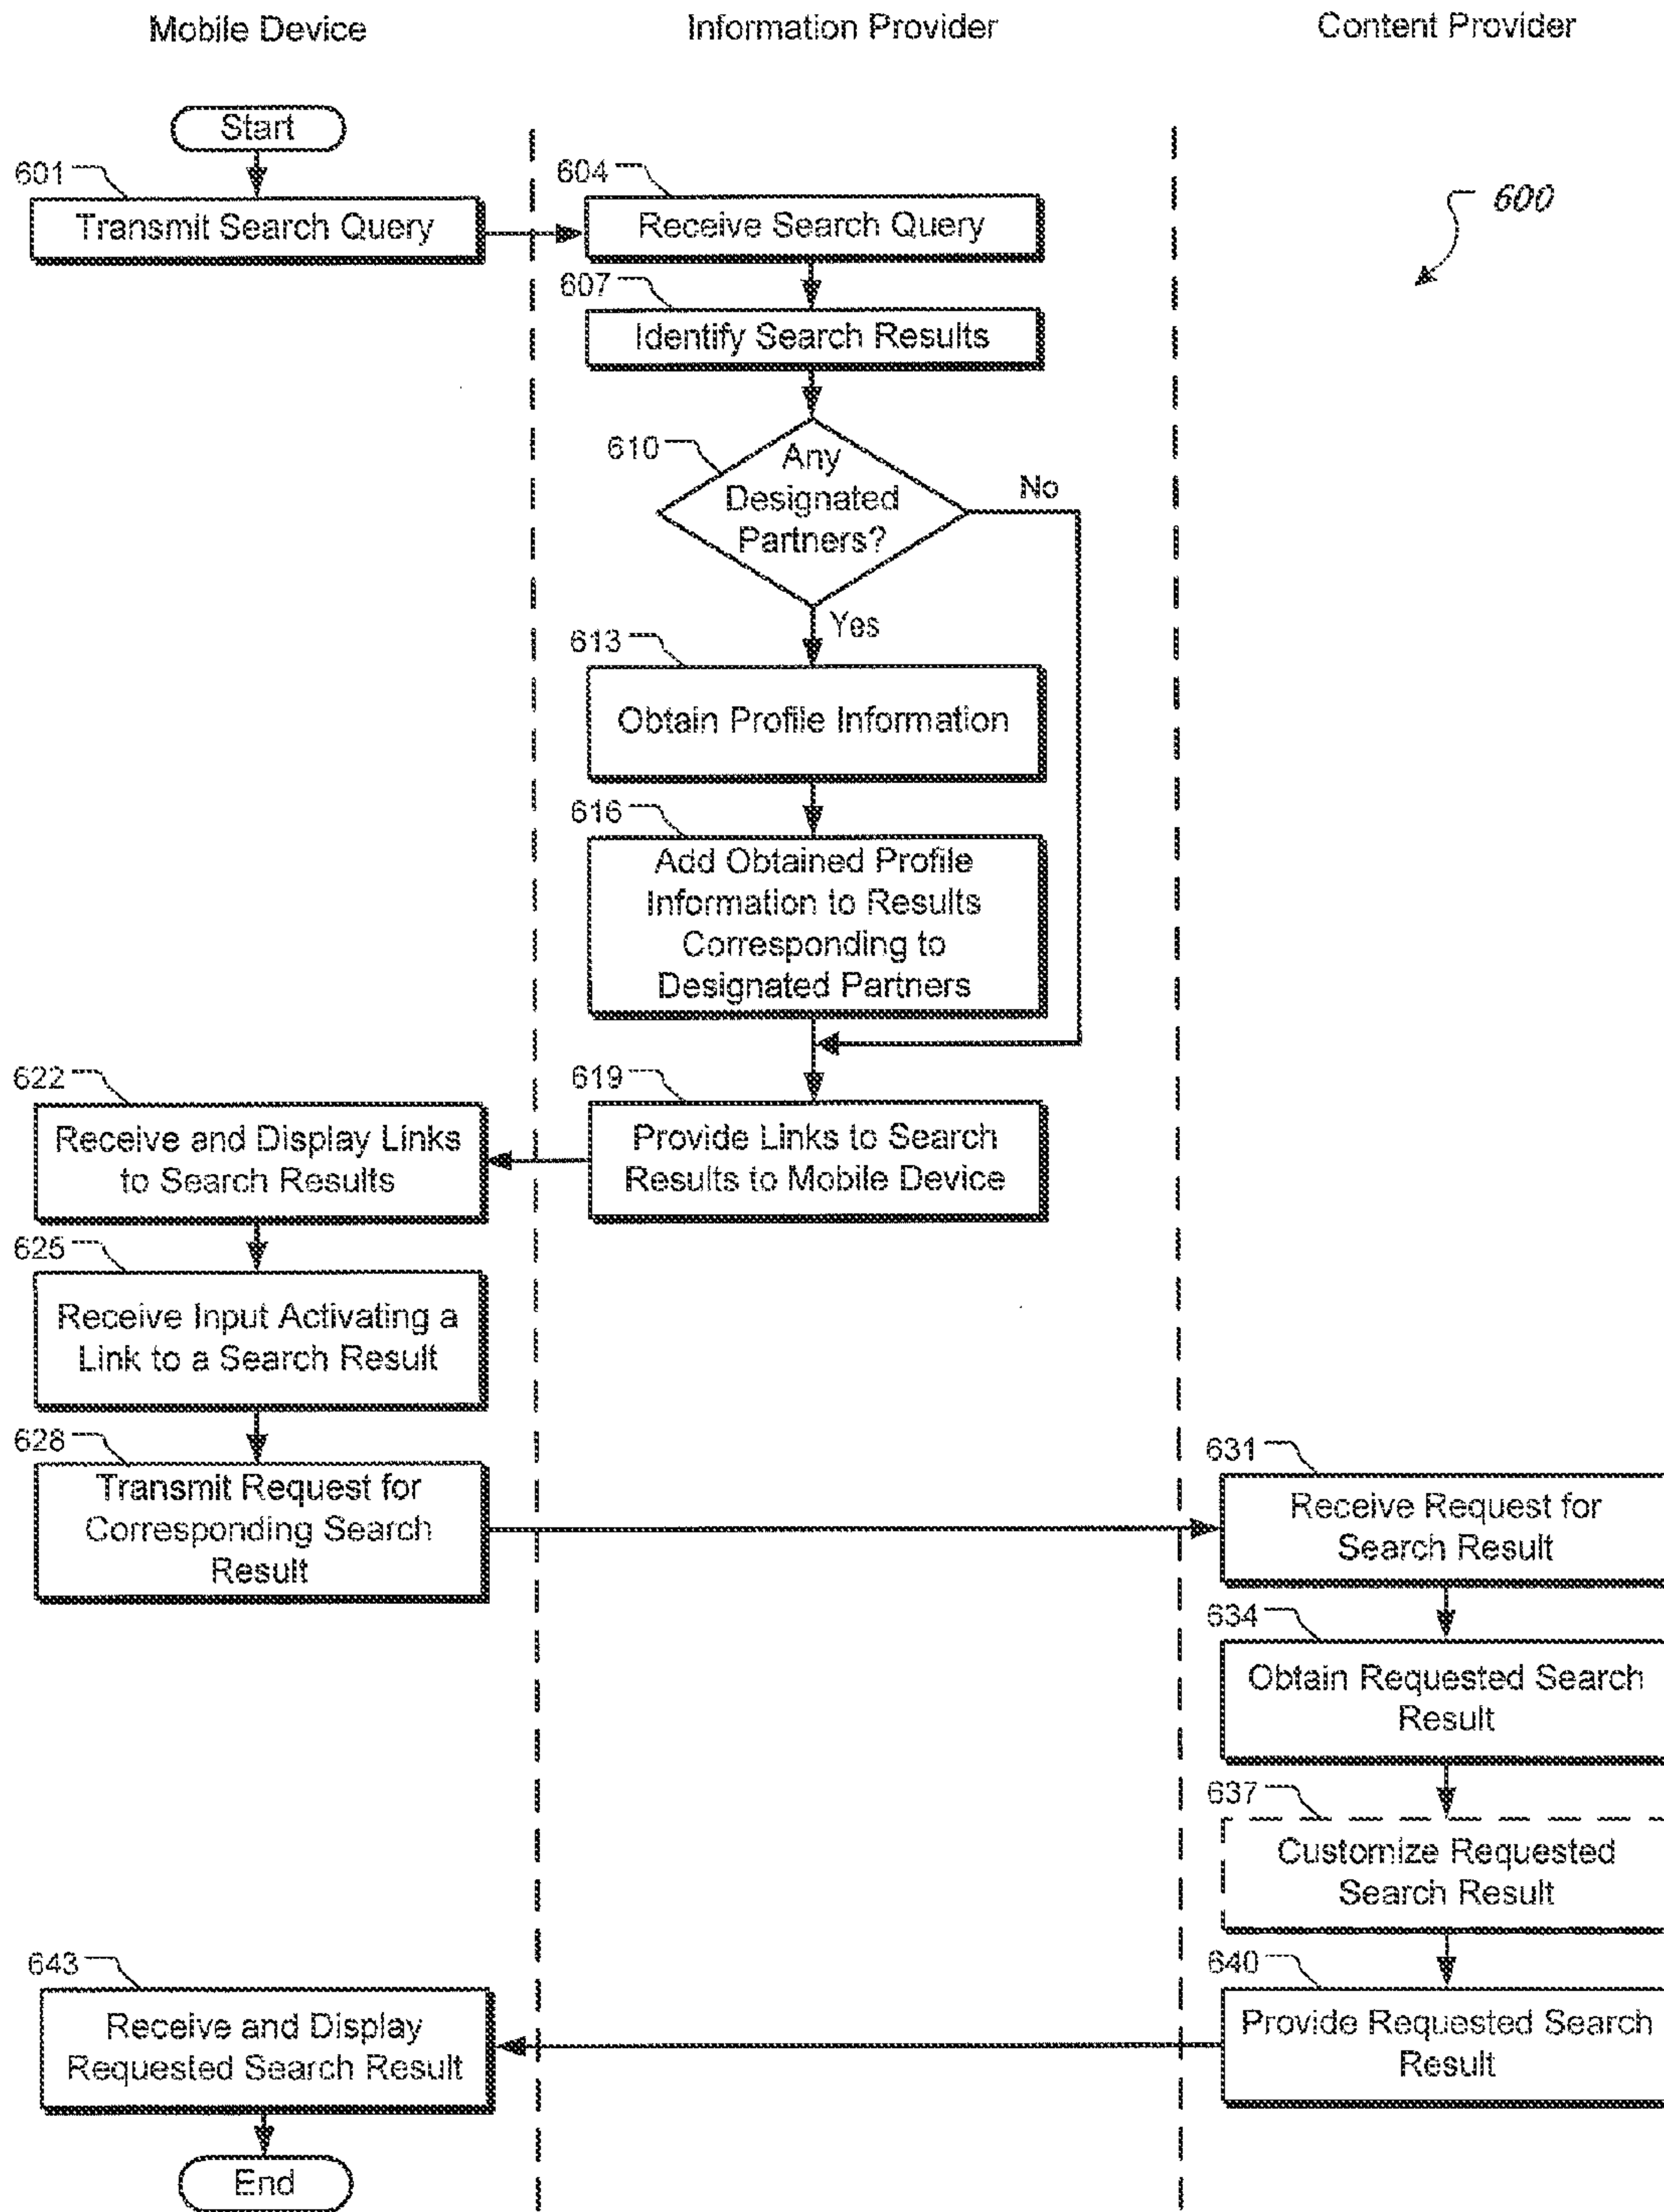 Mobile Device
Information Provider
Content Provider
Start
601
Transmit Search Query
604
Receive Search Query
600
607
Identify Search Results
610
Any
Designated
Partners?
No
Yes
613
Obtain Profile Information
616
Add Obtained Profile
Information to Results
Corresponding to
Designated Partners
619
Provide Links to Search
Results to Mobile Device
622
Receive and Display Links
to Search Results
625
Receive Input Activating a
Link to a Search Result
628
Transmit Request for
Corresponding Search
Result
631
Receive Request for
Search Result
634
Obtain Requested Search
Result
637
Customize Requested
Search Result
640
Provide Requested Search
Result
643
Receive and Display
Requested Search Result
End